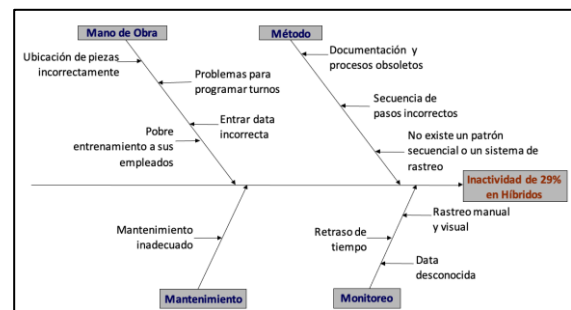 Mano de Obra
Método
Ubicación de piezas
incorrectamente
Problemas para
programar turnos
Entrar data
incorrecta
Pobre
entrenamiento a sus
empleados
Documentación y
procesos obsoletos
Secuencia de
pasos incorrectos
No existe un patrón
secuencial o un sistema de
rastreo
Inactividad de 29%
en Híbridos
Mantenimiento
inadecuado
Rastreo manual
y visual
Retraso de
tiempo
Data
desconocida
Mantenimiento
Monitoreo